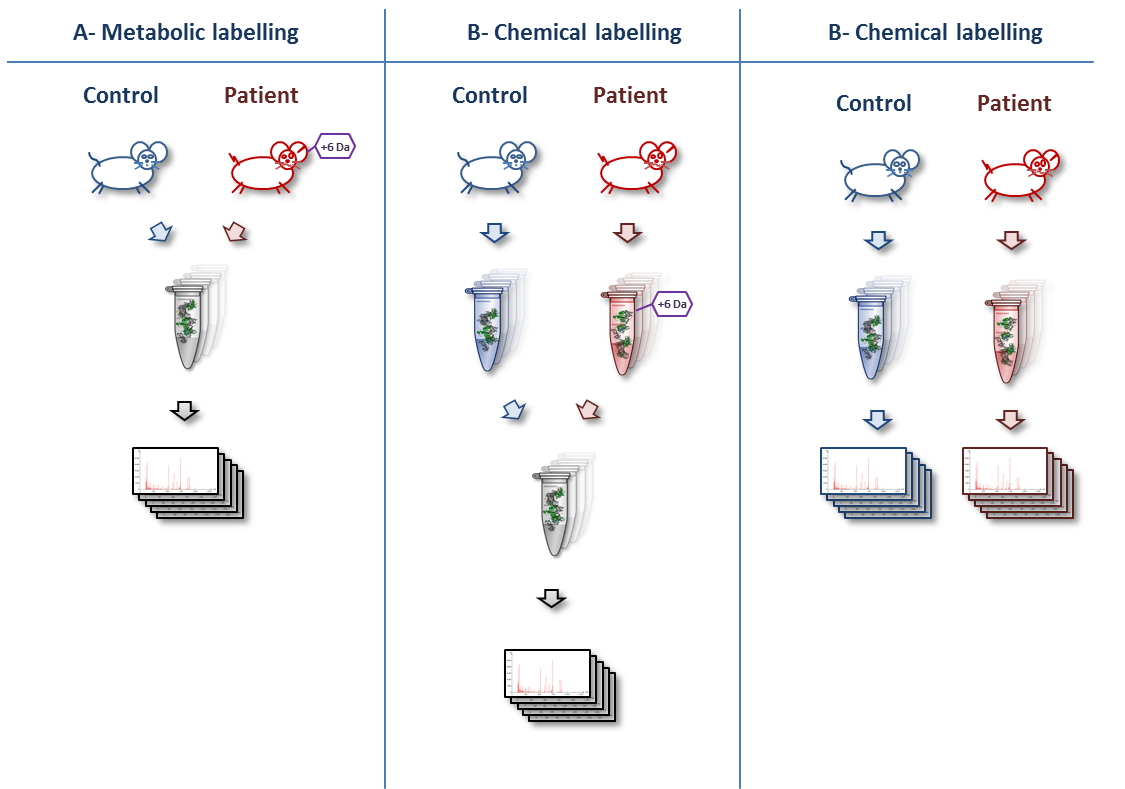 A- Metabolic labelling
B- Chemical labelling
B- Chemical labelling
Control
Patient
+6 Da
Control
Patient
+6 Da
Control
Patient